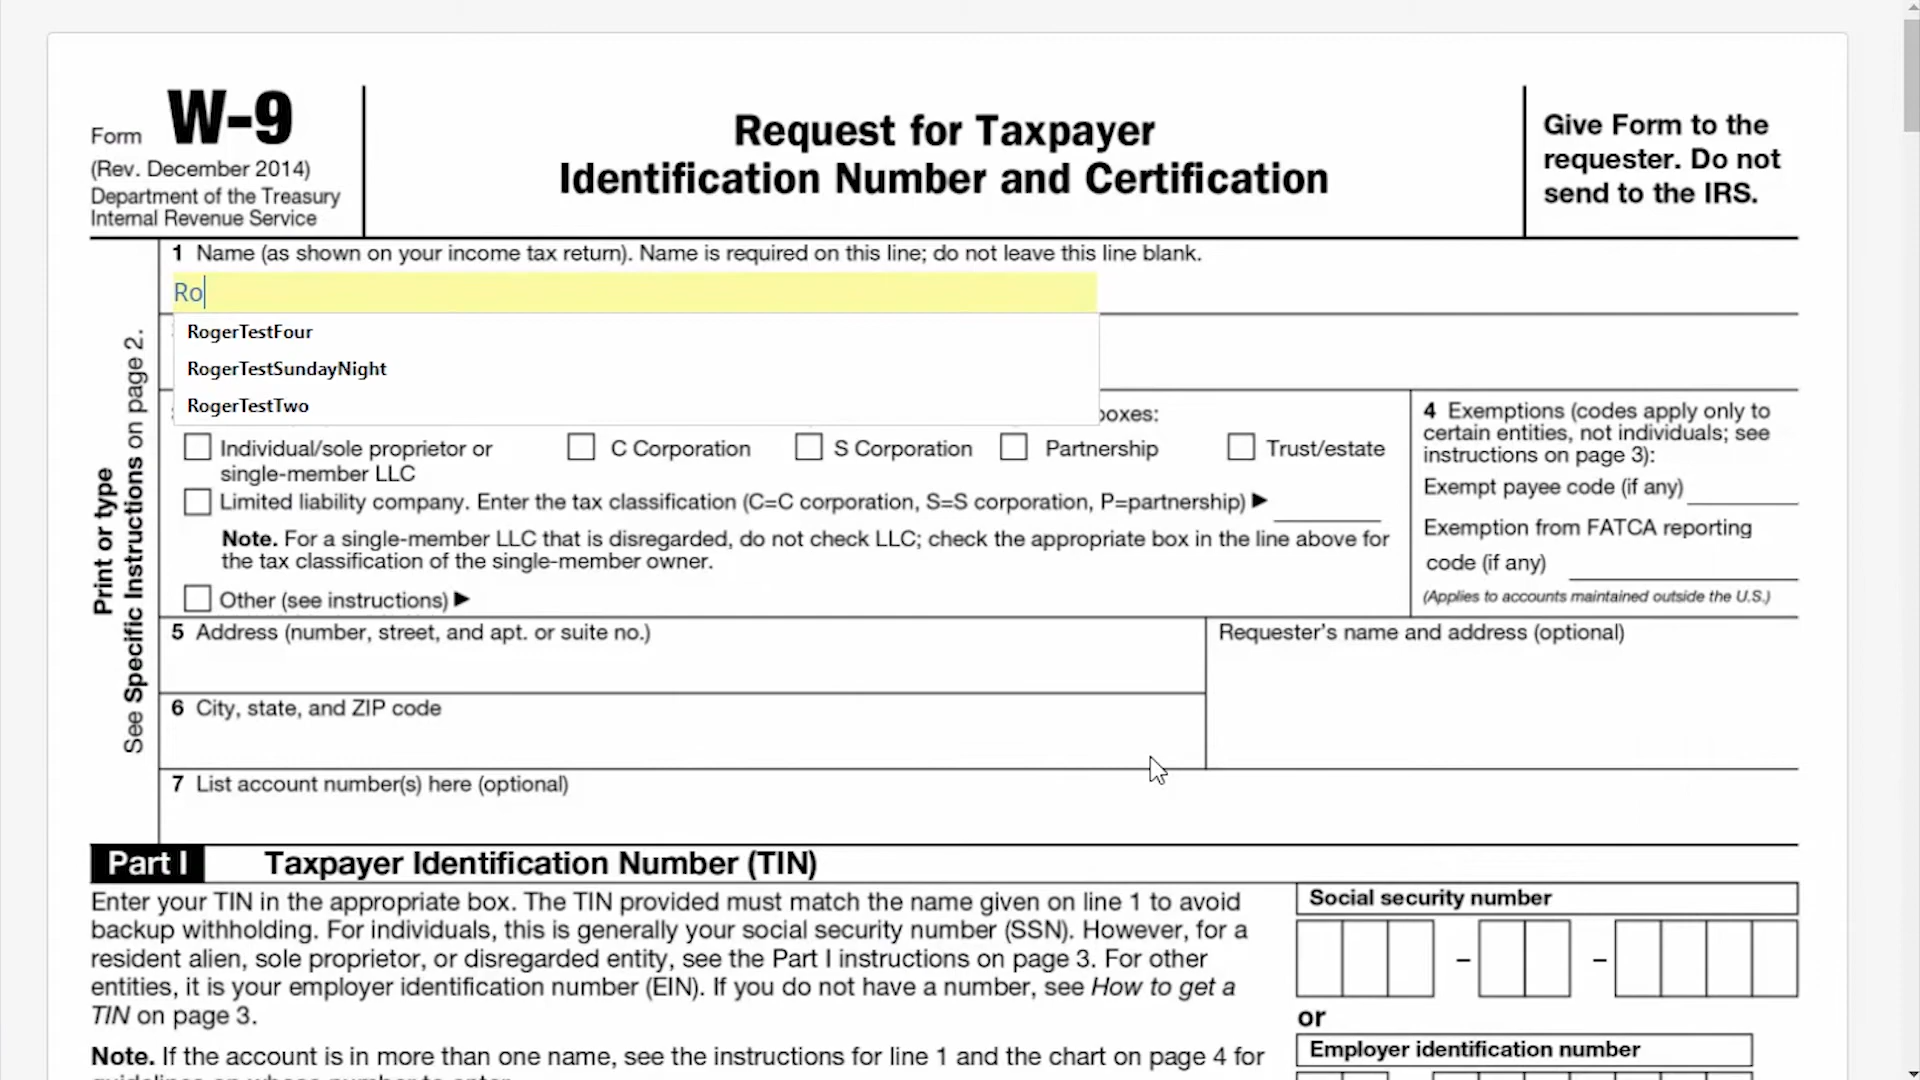 Form W-9
(Rev. December 2014)
Department of the Treasury
Internal Revenue Service
Request for Taxpayer
Identification Number and Certification
Give Form to the
requester. Do not
send to the IRS.
Print or type
See Specific Instructions on page 2.
1 Name (as shown on your income tax return). Name is required on this line; do not leave this line blank.
Ro
RogerTestFour
RogerTestSundayNight
RogerTestTwo
boxes:
Individual/sole proprietor or
single-member LLC
C Corporation
S Corporation
Partnership
Trust/estate
Limited liability company. Enter the tax classification (C=C corporation, S=S corporation, P=partnership) ▶
Note. For a single-member LLC that is disregarded, do not check LLC; check the appropriate box in the line above for
the tax classification of the single-member owner.
Other (see instructions) ▶
4 Exemptions (codes apply only to
certain entities, not individuals; see
instructions on page 3):
Exempt payee code (if any)
Exemption from FATCA reporting
code (if any)
(Applies to accounts maintained outside the U.S.)
5 Address (number, street, and apt. or suite no.)
Requester's name and address (optional)
6 City, state, and ZIP code
7 List account number(s) here (optional)
Part I Taxpayer Identification Number (TIN)
Enter your TIN in the appropriate box. The TIN provided must match the name given on line 1 to avoid
backup withholding. For individuals, this is generally your social security number (SSN). However, for a
resident alien, sole proprietor, or disregarded entity, see the Part I instructions on page 3. For other
entities, it is your employer identification number (EIN). If you do not have a number, see How to get a
TIN on page 3.
Note. If the account is in more than one name, see the instructions for line 1 and the chart on page 4 for
Social security number
– –
or
Employer identification number